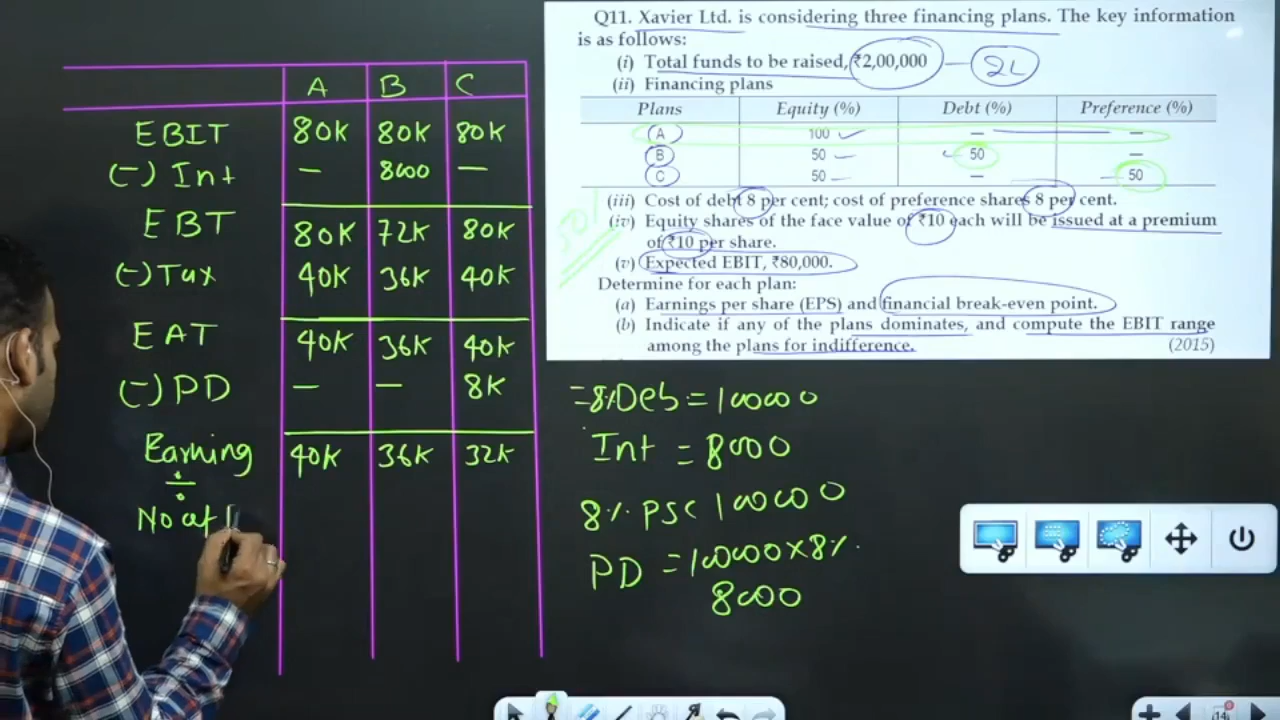 Q11. Xavier Ltd. is considering three financing plans. The key information
is as follows:
(i) Total funds to be raised, ₹2,00,000 — 2L
(ii) Financing plans
Plans Equity (%) Debt (%) Preference (%)
(A) 100 — —
B 50 50 —
C 50 — 50
(iii) Cost of debt 8 per cent; cost of preference shares 8 per cent.
(iv) Equity shares of the face value of ₹10 each will be issued at a premium
of ₹10 per share.
(v) Expected EBIT, ₹80,000.
Determine for each plan:
(a) Earnings per share (EPS) and financial break-even point.
(b) Indicate if any of the plans dominates, and compute the EBIT range
among the plans for indifference. (2015)
A B C
EBIT 80K 80K 80K
(-) Int — 8000 —
EBT 80K 72K 80K
(-) Tax 40K 36K 40K
EAT 40K 36K 40K
(-) PD — — 8K
Earning 40K 36K 32K
÷
No of
=8% Deb = 100000
Int = 8000
8% PSC 100000
PD = 100000 x 8%
8000